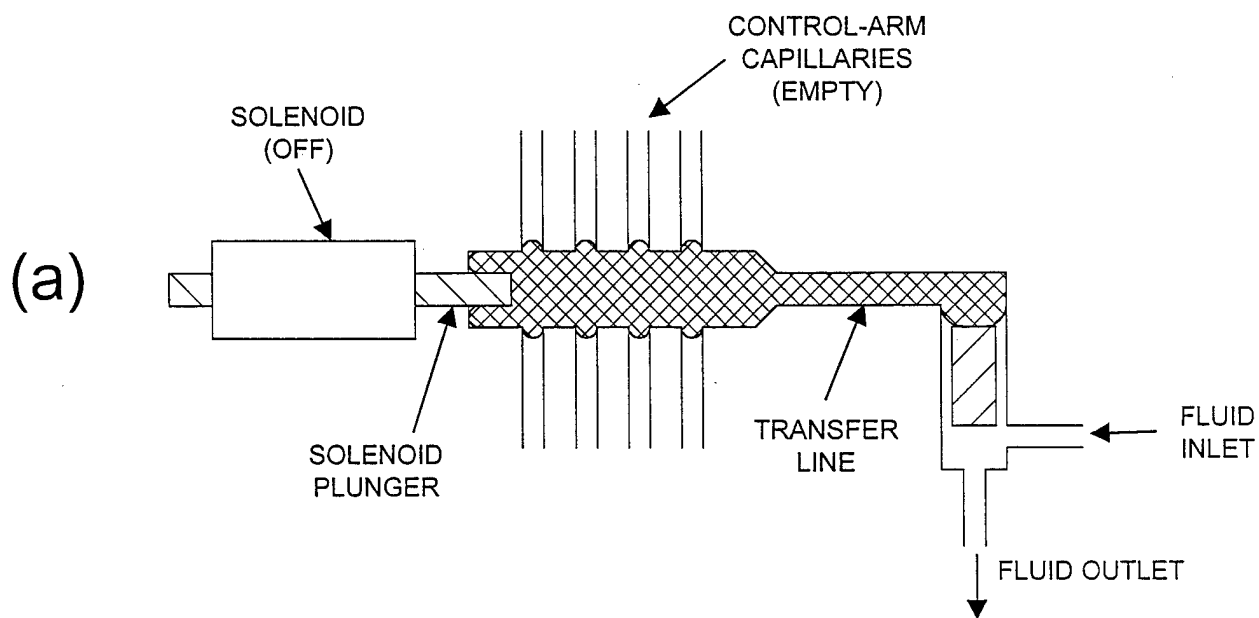 CONTROL-ARM
CAPILLARIES
(EMPTY)
SOLENOID
(OFF)
(a)
SOLENOID
PLUNGER
TRANSFER
LINE
FLUID
INLET
FLUID OUTLET